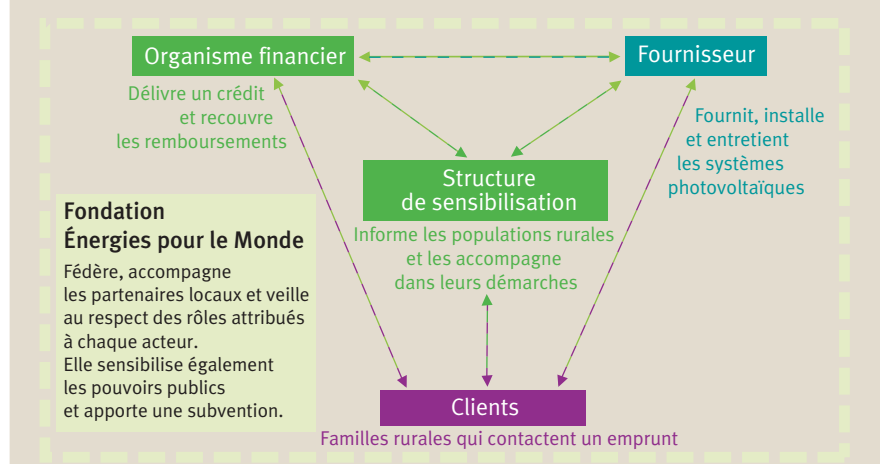 Organisme financier
Fournisseur
Délivre un crédit
et recouvre
les remboursements
Fournit, installe
et entretient
les systèmes
photovoltaïques
Structure
de sensibilisation
Informe les populations rurales
et les accompagne
dans leurs démarches
Fondation
Énergies pour le Monde
Fédère, accompagne
les partenaires locaux et veille
au respect des rôles attribués
à chaque acteur.
Elle sensibilise également
les pouvoirs publics
et apporte une subvention.
Clients
Familles rurales qui contactent un emprunt